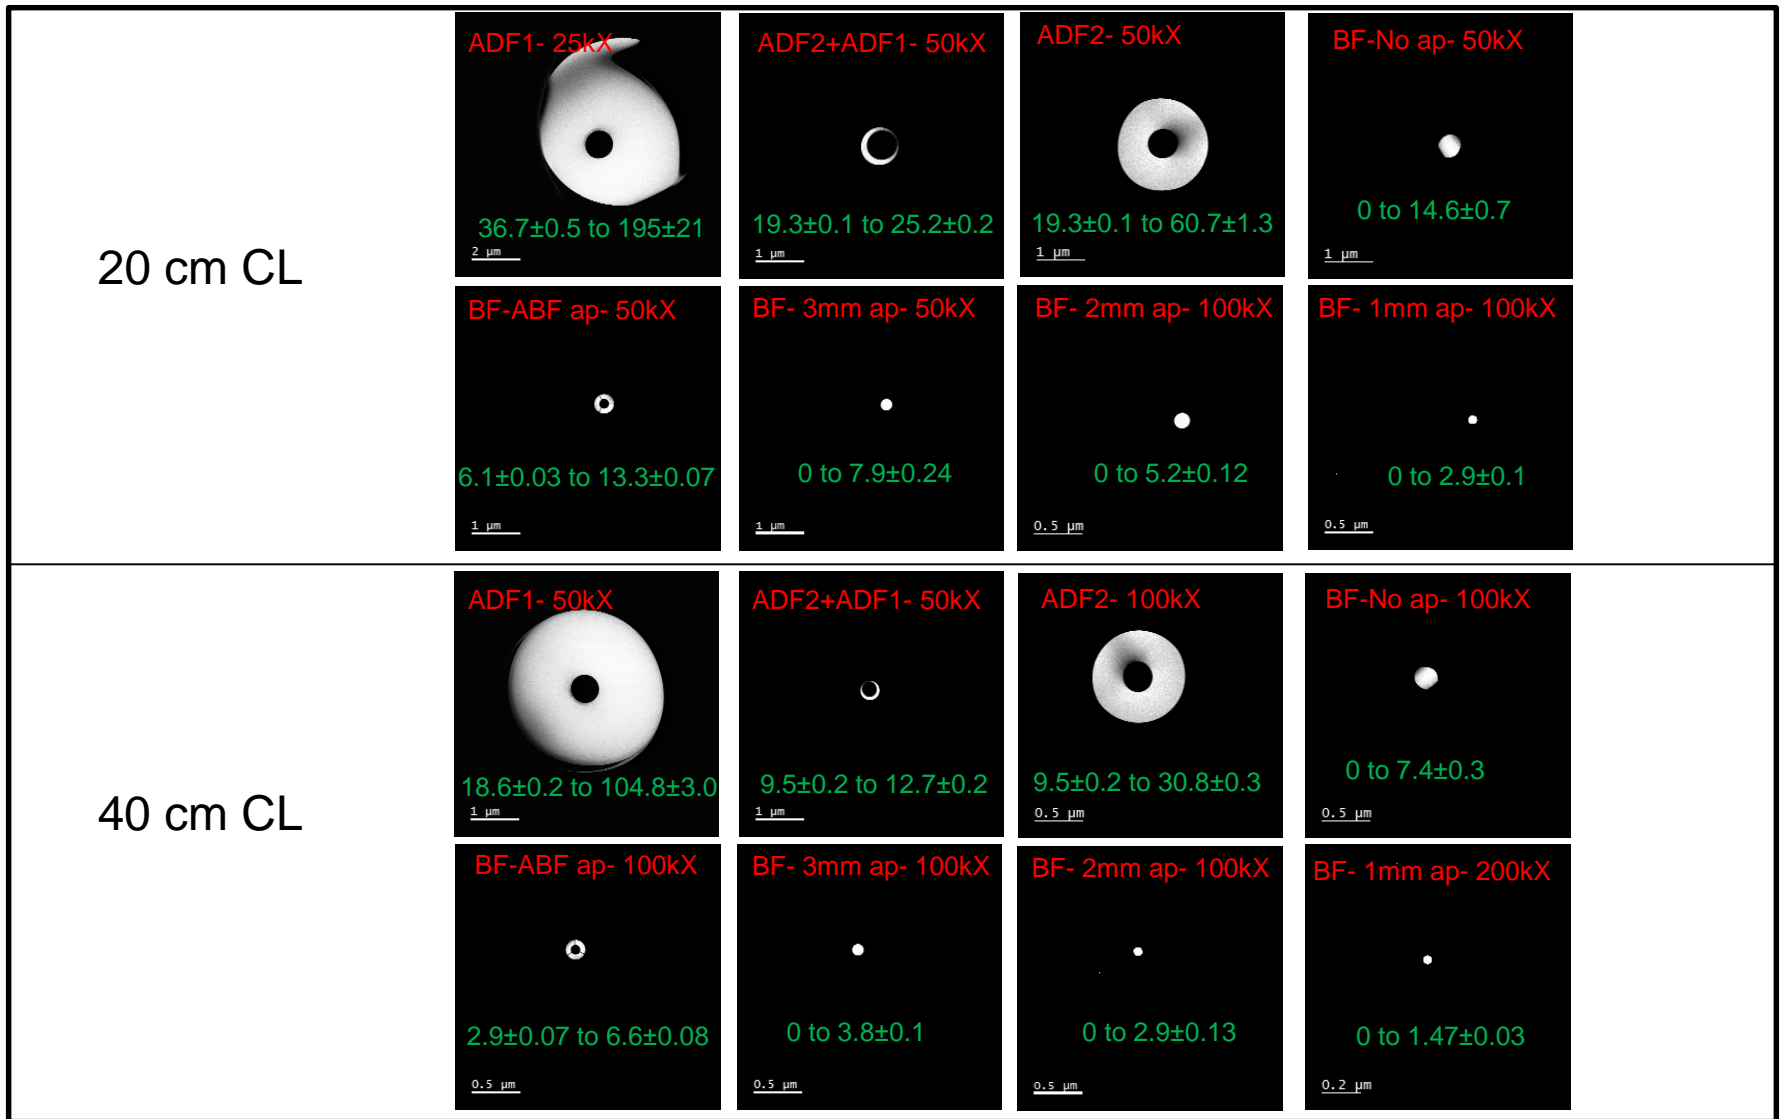 20 cm CL
ADF1- 25kX
36.7±0.5 to 195±21
2 µm
ADF2+ADF1- 50kX
19.3±0.1 to 25.2±0.2
1 µm
ADF2- 50kX
19.3±0.1 to 60.7±1.3
1 µm
BF-No ap- 50kX
0 to 14.6±0.7
1 µm
BF-ABF ap- 50kX
6.1±0.03 to 13.3±0.07
1 µm
BF- 3mm ap- 50kX
0 to 7.9±0.24
1 µm
BF- 2mm ap- 100kX
0 to 5.2±0.12
0.5 µm
BF- 1mm ap- 100kX
0 to 2.9±0.1
0.5 µm
40 cm CL
ADF1- 50kX
18.6±0.2 to 104.8±3.0
1 µm
ADF2+ADF1- 50kX
9.5±0.2 to 12.7±0.2
1 µm
ADF2- 100kX
9.5±0.2 to 30.8±0.3
0.5 µm
BF-No ap- 100kX
0 to 7.4±0.3
0.5 µm
BF-ABF ap- 100kX
2.9±0.07 to 6.6±0.08
0.5 µm
BF- 3mm ap- 100kX
0 to 3.8±0.1
0.5 µm
BF- 2mm ap- 100kX
0 to 2.9±0.13
0.5 µm
BF- 1mm ap- 200kX
0 to 1.47±0.03
0.2 µm